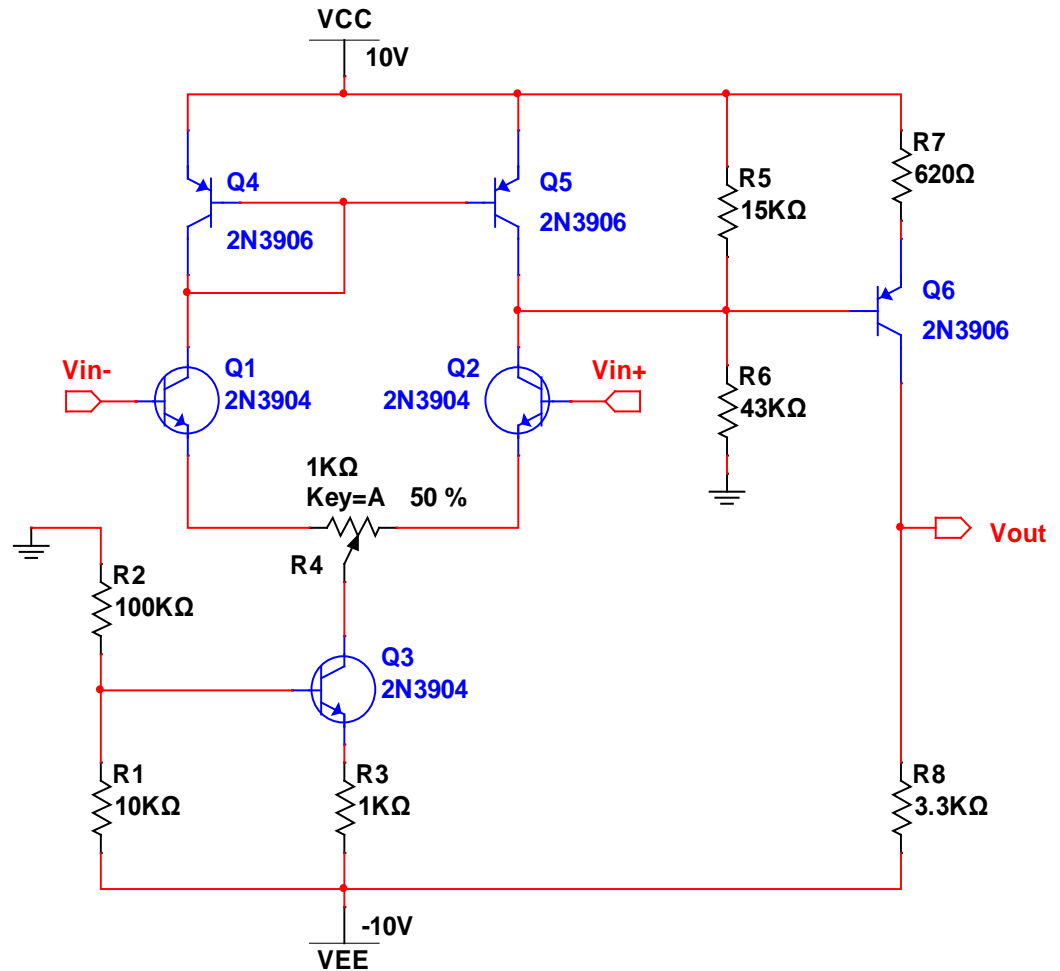 VCC
10V
Q4
2N3906
Q5
2N3906
R5
15KΩ
R7
620Ω
Q6
2N3906
Vin-
Q1
2N3904
Q2
2N3904
Vin+
R6
43KΩ
1KΩ
Key=A 50 %
R4
Vout
R2
100KΩ
Q3
2N3904
R1
10KΩ
R3
1KΩ
R8
3.3KΩ
-10V
VEE